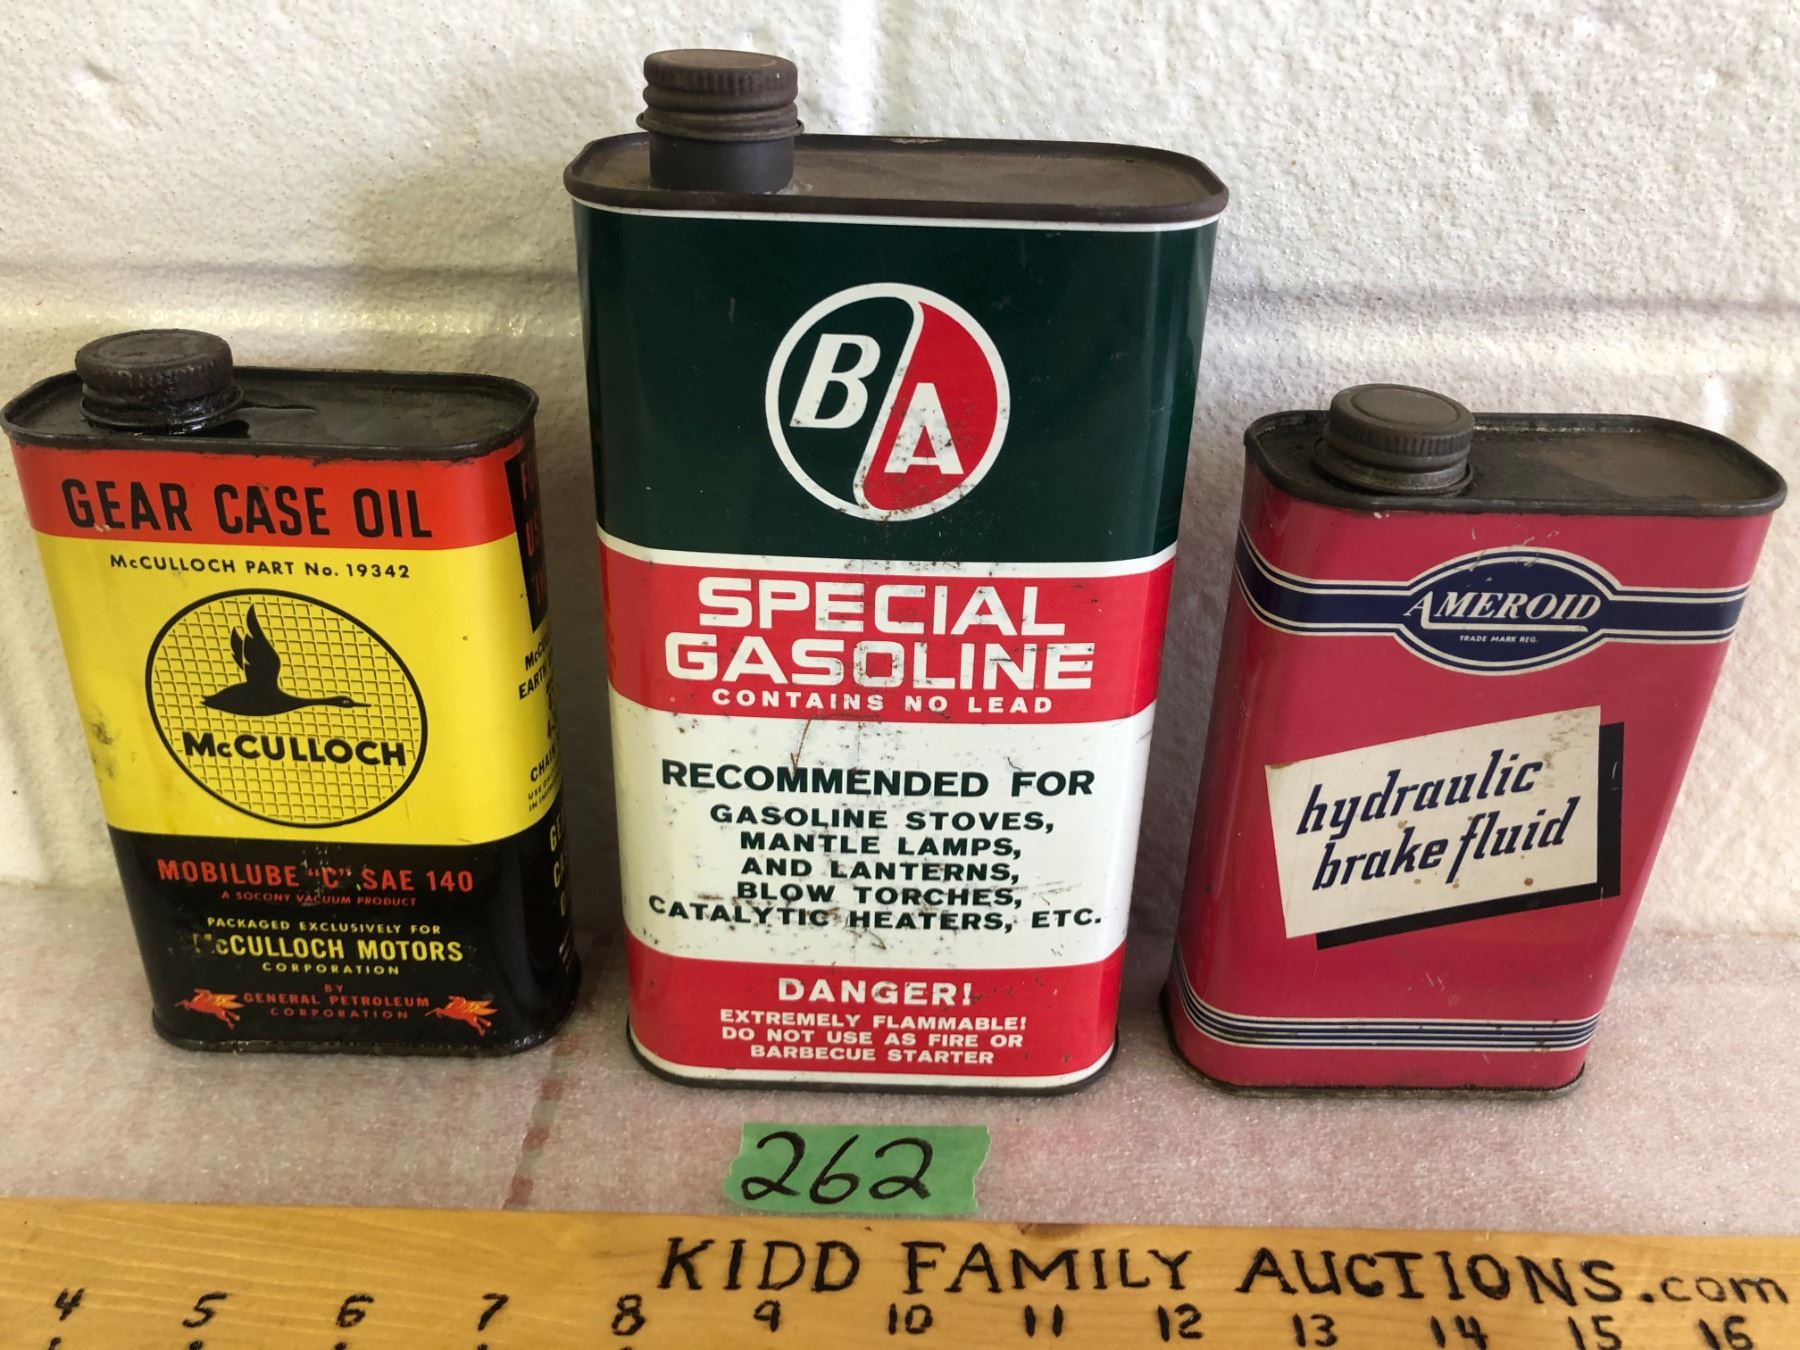 GEAR CASE OIL
McCULLOCH PART No. 19342
McCULLOCH
MOBILUBE "C" SAE 140
A SOCONY VACUUM PRODUCT
PACKAGED EXCLUSIVELY FOR
McCULLOCH MOTORS
CORPORATION
BY
GENERAL PETROLEUM
CORPORATION
BA
SPECIAL
GASOLINE
CONTAINS NO LEAD
RECOMMENDED FOR
GASOLINE STOVES,
MANTLE LAMPS,
AND LANTERNS,
BLOW TORCHES,
CATALYTIC HEATERS, ETC.
DANGER!
EXTREMELY FLAMMABLE!
DO NOT USE AS FIRE OR
BARBECUE STARTER
AMEROID
TRADE MARK REG.
hydraulic
brake fluid
262
KIDD FAMILY AUCTIONS.com
4 5 6 7 8 9 10 11 12 13 14 15 16